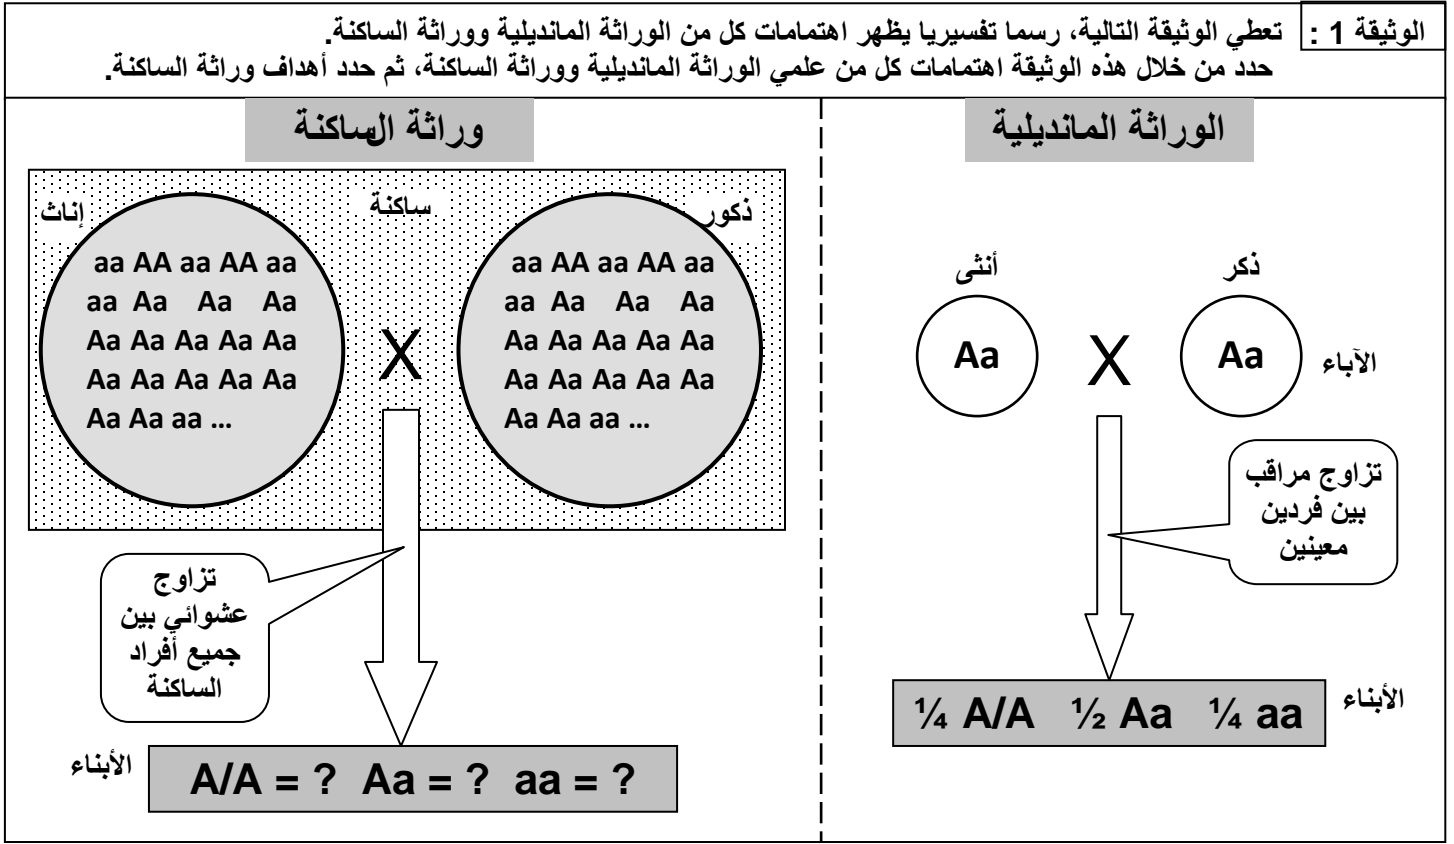 الوثيقة 1 : تعطي الوثيقة التالية، رسما تفسيريا يظهر اهتمامات كل من الوراثة المانديلية ووراثة الساكنة.
حدد من خلال هذه الوثيقة اهتمامات كل من علمي الوراثة المانديلية ووراثة الساكنة، ثم حدد أهداف وراثة الساكنة.
الوراثة المانديلية
ذكر
أنثى
الآباء
Aa
X
Aa
تزاوج مراقب
بين فردين
معينين
الأبناء
¼ A/A ½ Aa ¼ aa
وراثة الساكنة
ساكنة
ذكور
aa AA aa AA aa
aa Aa Aa Aa
Aa Aa Aa Aa Aa
Aa Aa Aa Aa Aa
Aa Aa aa ...
X
إناث
aa AA aa AA aa
aa Aa Aa Aa
Aa Aa Aa Aa Aa
Aa Aa Aa Aa Aa
Aa Aa aa ...
تزاوج
عشوائي بين
جميع أفراد
الساكنة
الأبناء
A/A = ? Aa = ? aa = ?